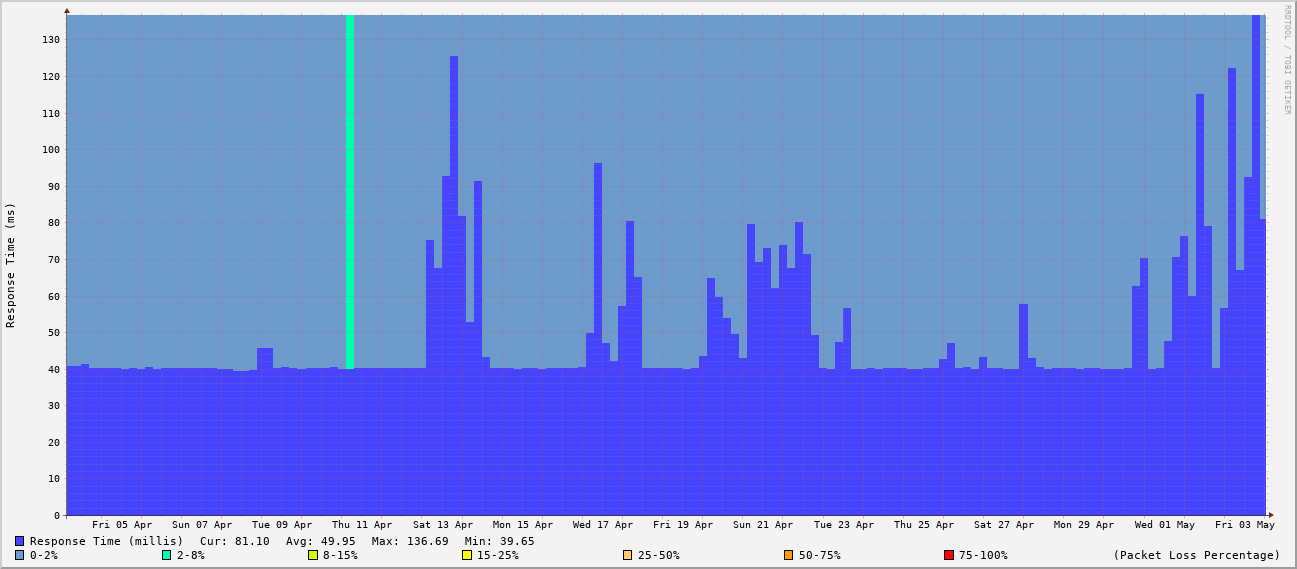 RRDTOOL / TOBI OETIKER
Response Time (ms)
130
120
110
100
90
80
70
60
50
40
30
20
10
0
Fri 05 Apr Sun 07 Apr Tue 09 Apr Thu 11 Apr Sat 13 Apr Mon 15 Apr Wed 17 Apr Fri 19 Apr Sun 21 Apr Tue 23 Apr Thu 25 Apr Sat 27 Apr Mon 29 Apr Wed 01 May Fri 03 May
Response Time (millis) Cur: 81.10 Avg: 49.95 Max: 136.69 Min: 39.65
0-2% 2-8% 8-15% 15-25% 25-50% 50-75% 75-100% (Packet Loss Percentage)